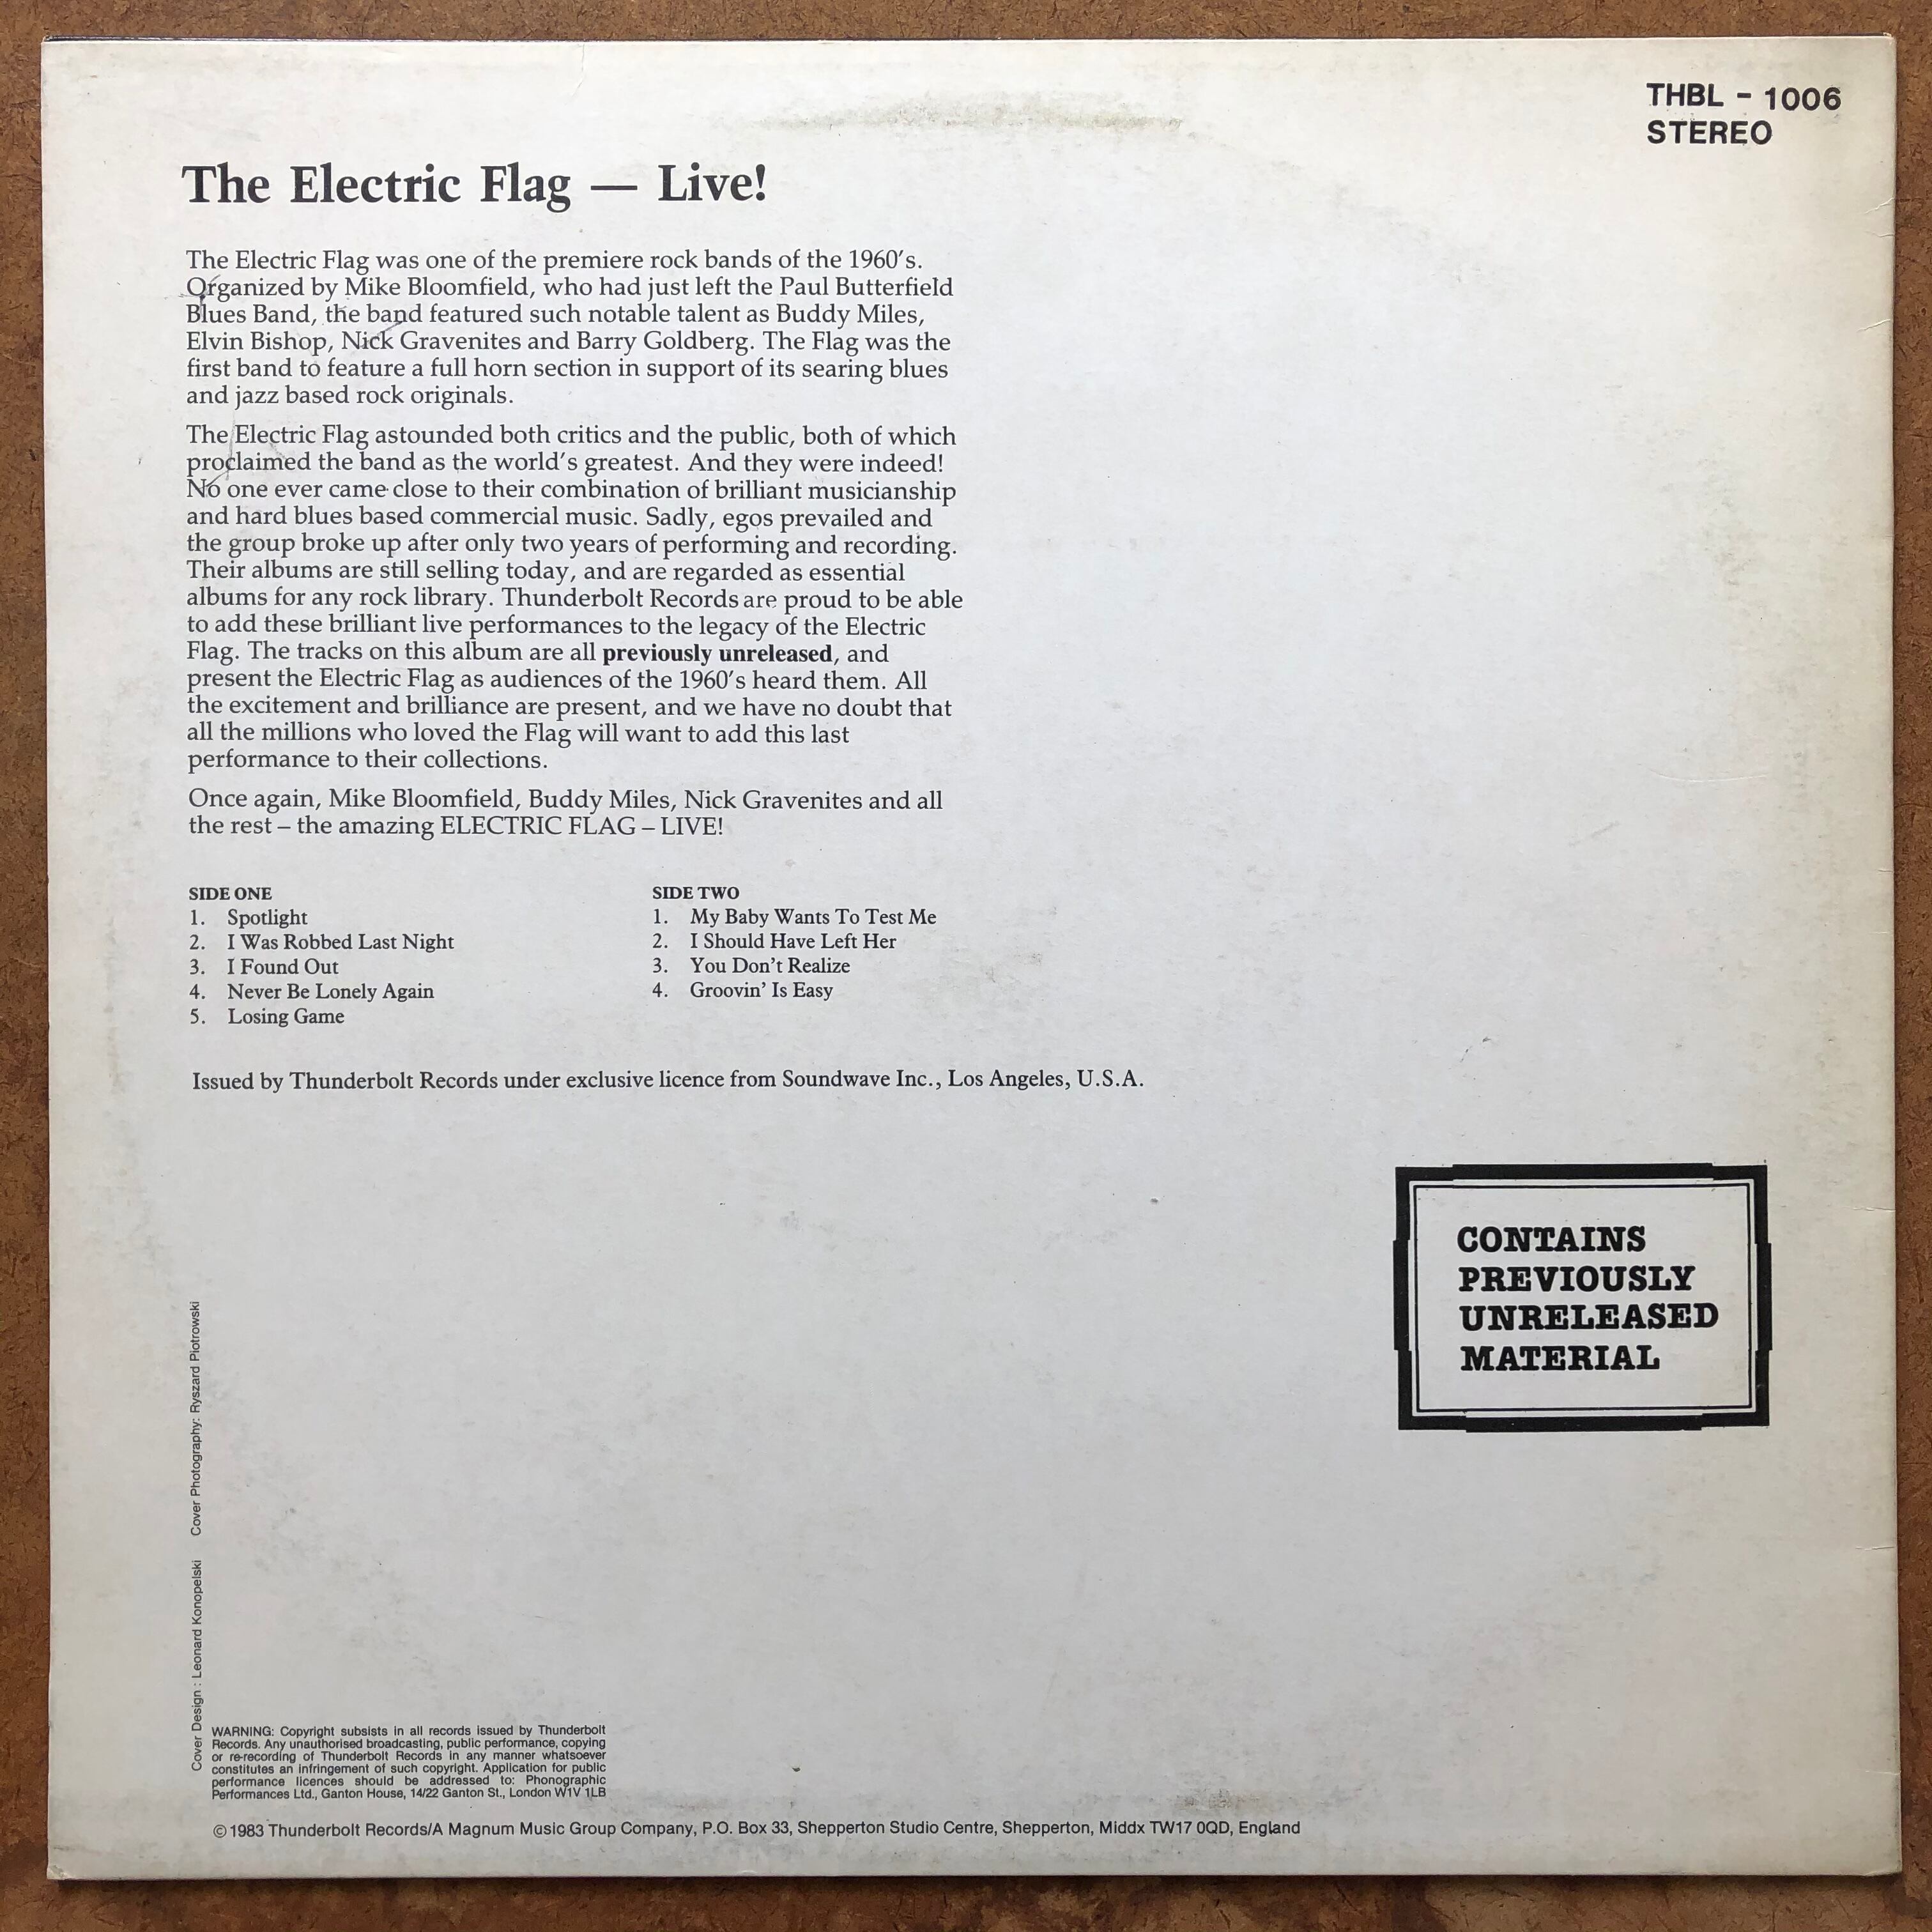 THBL - 1006
STEREO
The Electric Flag — Live!
The Electric Flag was one of the premiere rock bands of the 1960's.
Organized by Mike Bloomfield, who had just left the Paul Butterfield
Blues Band, the band featured such notable talent as Buddy Miles,
Elvin Bishop, Nick Gravenites and Barry Goldberg. The Flag was the
first band to feature a full horn section in support of its searing blues
and jazz based rock originals.
The Electric Flag astounded both critics and the public, both of which
proclaimed the band as the world's greatest. And they were indeed!
No one ever came close to their combination of brilliant musicianship
and hard blues based commercial music. Sadly, egos prevailed and
the group broke up after only two years of performing and recording.
Their albums are still selling today, and are regarded as essential
albums for any rock library. Thunderbolt Records are proud to be able
to add these brilliant live performances to the legacy of the Electric
Flag. The tracks on this album are all previously unreleased, and
present the Electric Flag as audiences of the 1960's heard them. All
the excitement and brilliance are present, and we have no doubt that
all the millions who loved the Flag will want to add this last
performance to their collections.
Once again, Mike Bloomfield, Buddy Miles, Nick Gravenites and all
the rest – the amazing ELECTRIC FLAG – LIVE!
SIDE ONE
1. Spotlight
2. I Was Robbed Last Night
3. I Found Out
4. Never Be Lonely Again
5. Losing Game
SIDE TWO
1. My Baby Wants To Test Me
2. I Should Have Left Her
3. You Don't Realize
4. Groovin' Is Easy
Issued by Thunderbolt Records under exclusive licence from Soundwave Inc., Los Angeles, U.S.A.
CONTAINS
PREVIOUSLY
UNRELEASED
MATERIAL
Cover Design : Leonard Konopelski Cover Photography: Ryszard Piotrowski
WARNING: Copyright subsists in all records issued by Thunderbolt
Records. Any unauthorised broadcasting, public performance, copying
or re-recording of Thunderbolt Records in any manner whatsoever
constitutes an infringement of such copyright. Application for public
performance licences should be addressed to: Phonographic
Performances Ltd., Ganton House, 14/22 Ganton St., London W1V 1LB
©1983 Thunderbolt Records/A Magnum Music Group Company, P.O. Box 33, Shepperton Studio Centre, Shepperton, Middx TW17 0QD, England